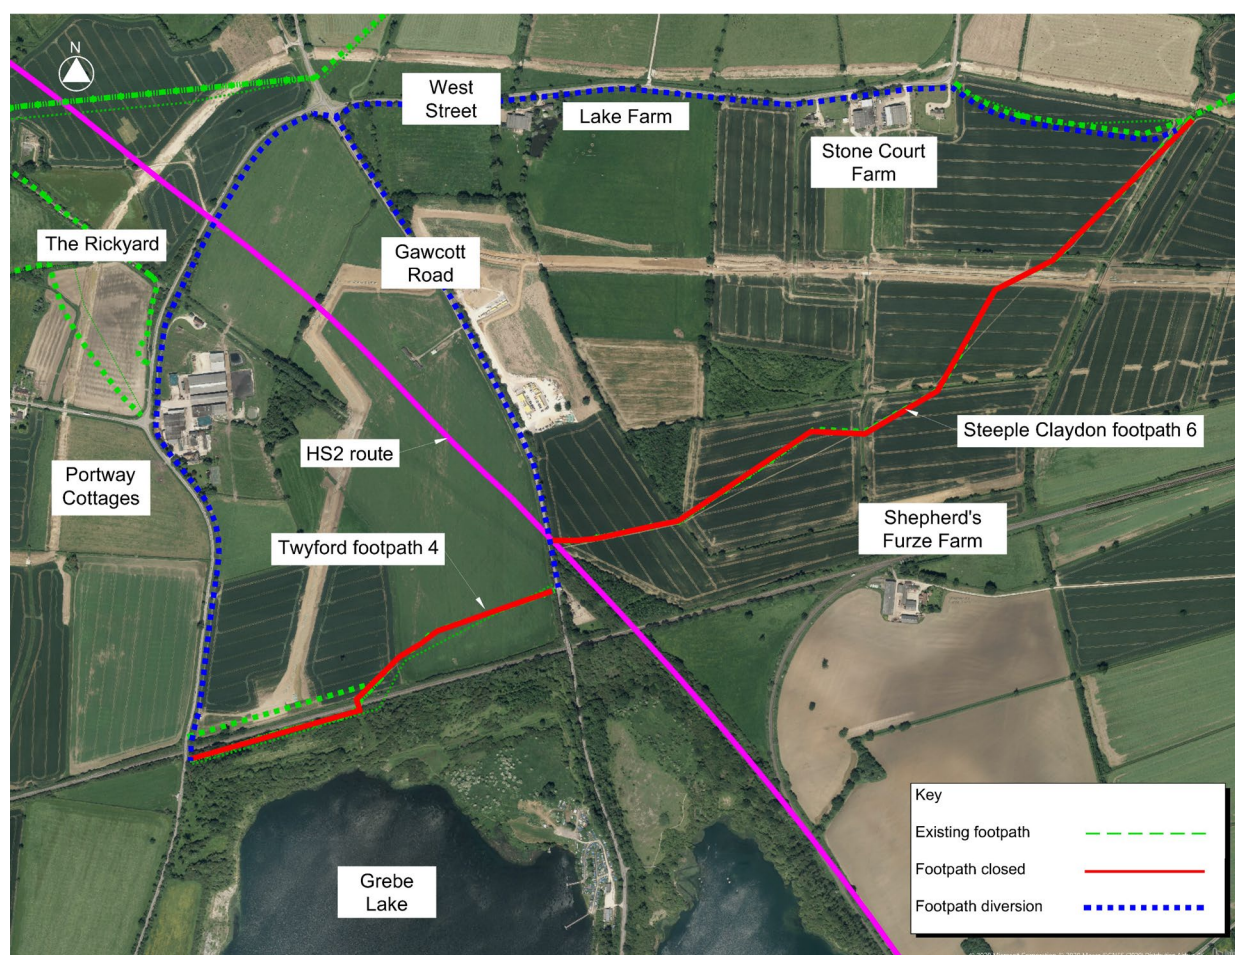 N
West
Street
Lake Farm
Stone Court
Farm
The Rickyard
Gawcott
Road
HS2 route
Steeple Claydon footpath 6
Portway
Cottages
Shepherd's
Furze Farm
Twyford footpath 4
Grebe
Lake
Key
Existing footpath
Footpath closed
Footpath diversion